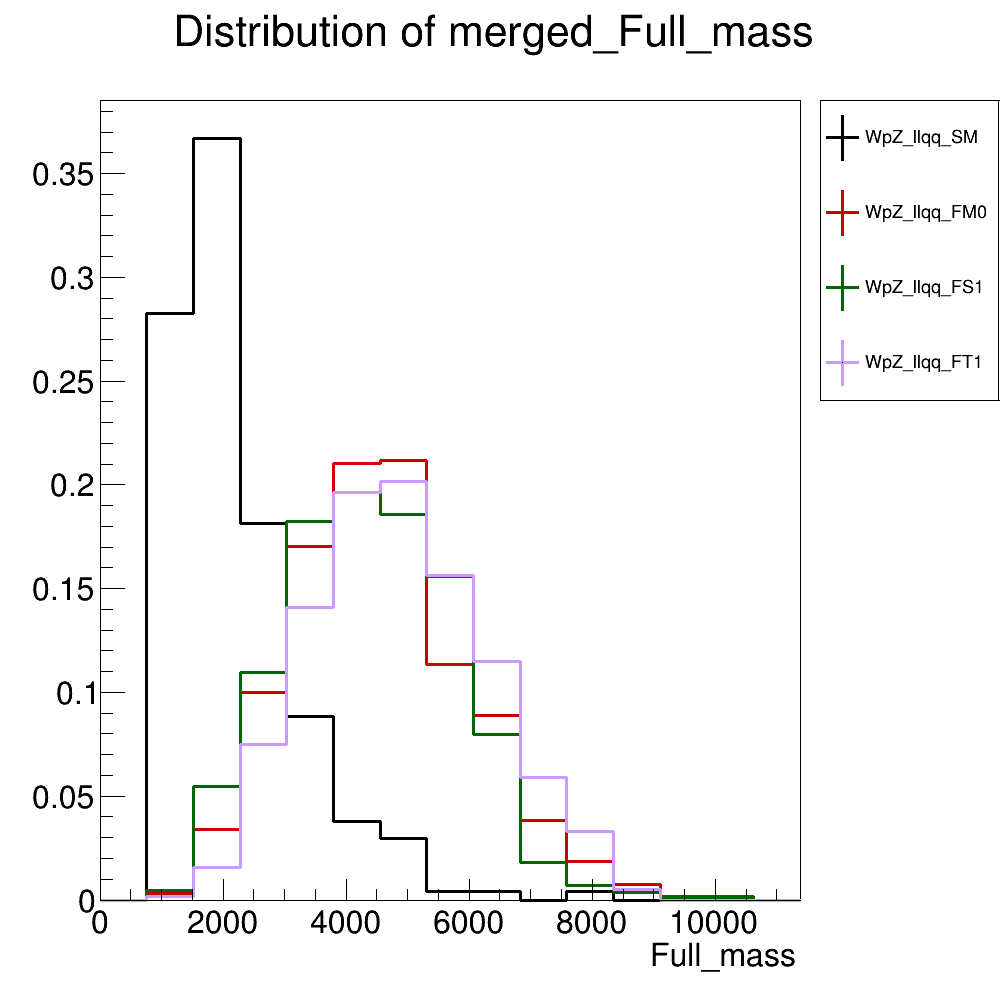 Distribution of merged_Full_mass
WpZ_llqq_SM
WpZ_llqq_FM0
WpZ_llqq_FS1
WpZ_llqq_FT1
0.35
0.3
0.25
0.2
0.15
0.1
0.05
0
0 2000 4000 6000 8000 10000
Full_mass